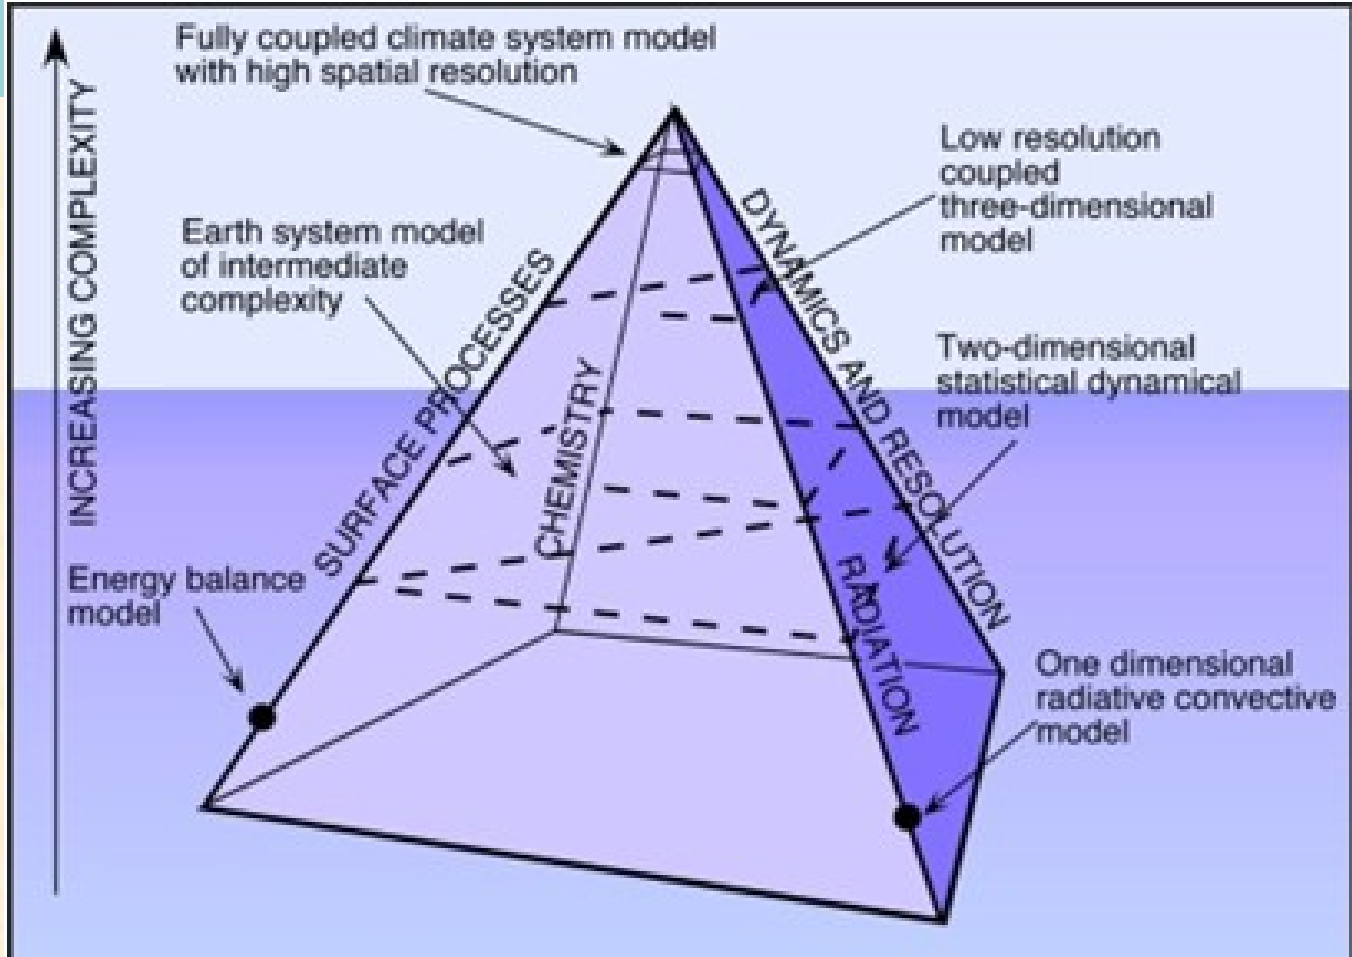 Fully coupled climate system model
with high spatial resolution
INCREASING COMPLEXITY
Low resolution
coupled
three-dimensional
model
Earth system model
of intermediate
complexity
SURFACE PROCESSES
DYNAMICS AND RESOLUTION
CHEMISTRY
Two-dimensional
statistical dynamical
model
RADIATION
Energy balance
model
One dimensional
radiative convective
model